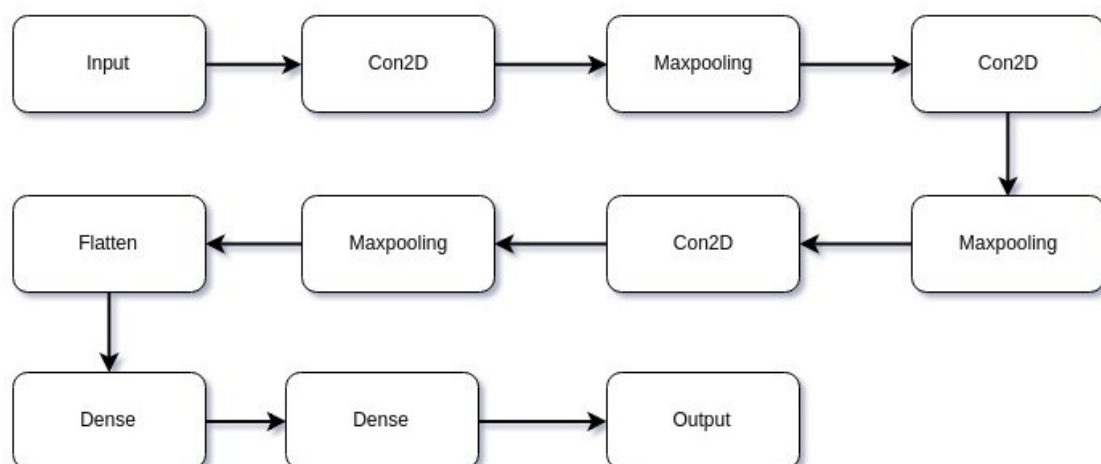 Input
Con2D
Maxpooling
Con2D
Flatten
Maxpooling
Con2D
Maxpooling
Dense
Dense
Output